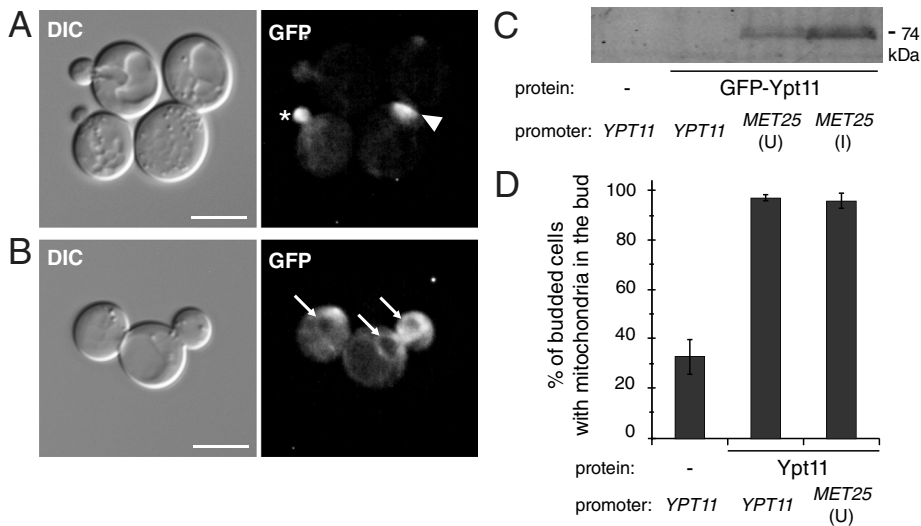 A
DIC
GFP
*
B
DIC
GFP
C
- 74
kDa
protein: - GFP-Ypt11
promoter: YPT11 YPT11 MET25 MET25
(U) (I)
D
% of budded cells
with mitochondria in the bud
100
80
60
40
20
0
protein: - Ypt11
promoter: YPT11 YPT11 MET25
(U)